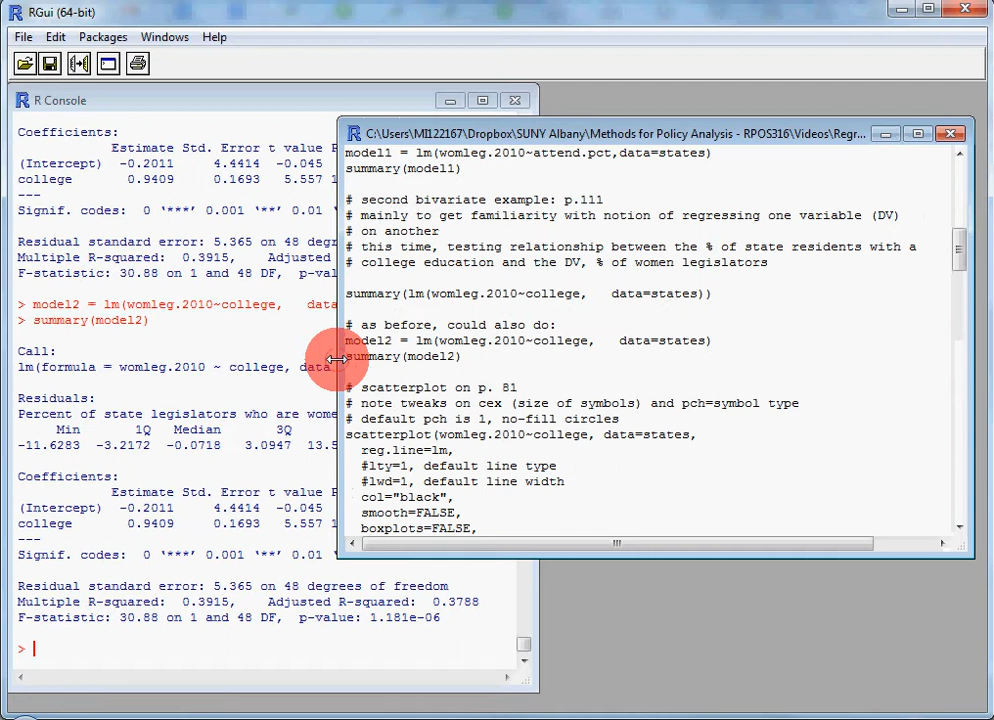 RGui (64-bit)
File Edit Packages Windows Help
R Console
Coefficients:
Estimate Std. Error t value
(Intercept) -0.2011 4.4414 -0.045
college 0.9409 0.1693 5.557
---
Signif. codes: 0 ‘***’ 0.001 ‘**’ 0.01
Residual standard error: 5.365 on 48 degr
Multiple R-squared: 0.3915, Adjusted
F-statistic: 30.88 on 1 and 48 DF, p-val
> model2 = lm(womleg.2010~college, data
> summary(model2)
Call:
lm(formula = womleg.2010 ~ college, data
Residuals:
Percent of state legislators who are wome
Min 1Q Median 3Q
-11.6283 -3.2172 -0.0718 3.0947 13.5
Coefficients:
Estimate Std. Error t value
(Intercept) -0.2011 4.4414 -0.045
college 0.9409 0.1693 5.557
---
Signif. codes: 0 ‘***’ 0.001 ‘**’ 0.01
Residual standard error: 5.365 on 48 degrees of freedom
Multiple R-squared: 0.3915, Adjusted R-squared: 0.3788
F-statistic: 30.88 on 1 and 48 DF, p-value: 1.181e-06
>
C:\Users\MI122167\Dropbox\SUNY Albany\Methods for Policy Analysis - RPOS316\Videos\Regr...
model1 = lm(womleg.2010~attend.pct,data=states)
summary(model1)
# second bivariate example: p.111
# mainly to get familiarity with notion of regressing one variable (DV)
# on another
# this time, testing relationship between the % of state residents with a
# college education and the DV, % of women legislators
summary(lm(womleg.2010~college, data=states))
# as before, could also do:
model2 = lm(womleg.2010~college, data=states)
summary(model2)
# scatterplot on p. 81
# note tweaks on cex (size of symbols) and pch=symbol type
# default pch is 1, no-fill circles
scatterplot(womleg.2010~college, data=states,
reg.line=lm,
#lty=1, default line type
#lwd=1, default line width
col="black",
smooth=FALSE,
boxplots=FALSE,